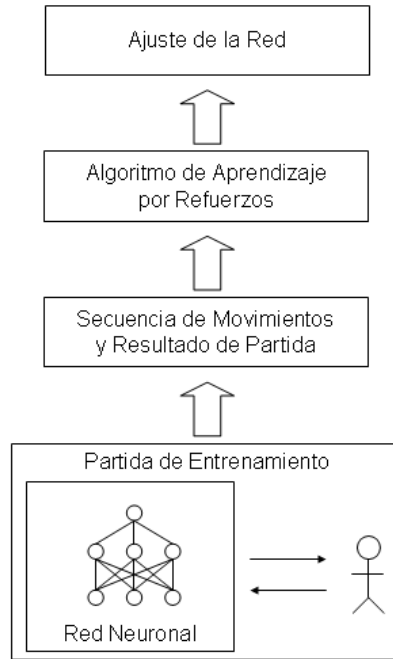 Ajuste de la Red
Algoritmo de Aprendizaje
por Refuerzos
Secuencia de Movimientos
y Resultado de Partida
Partida de Entrenamiento
Red Neuronal